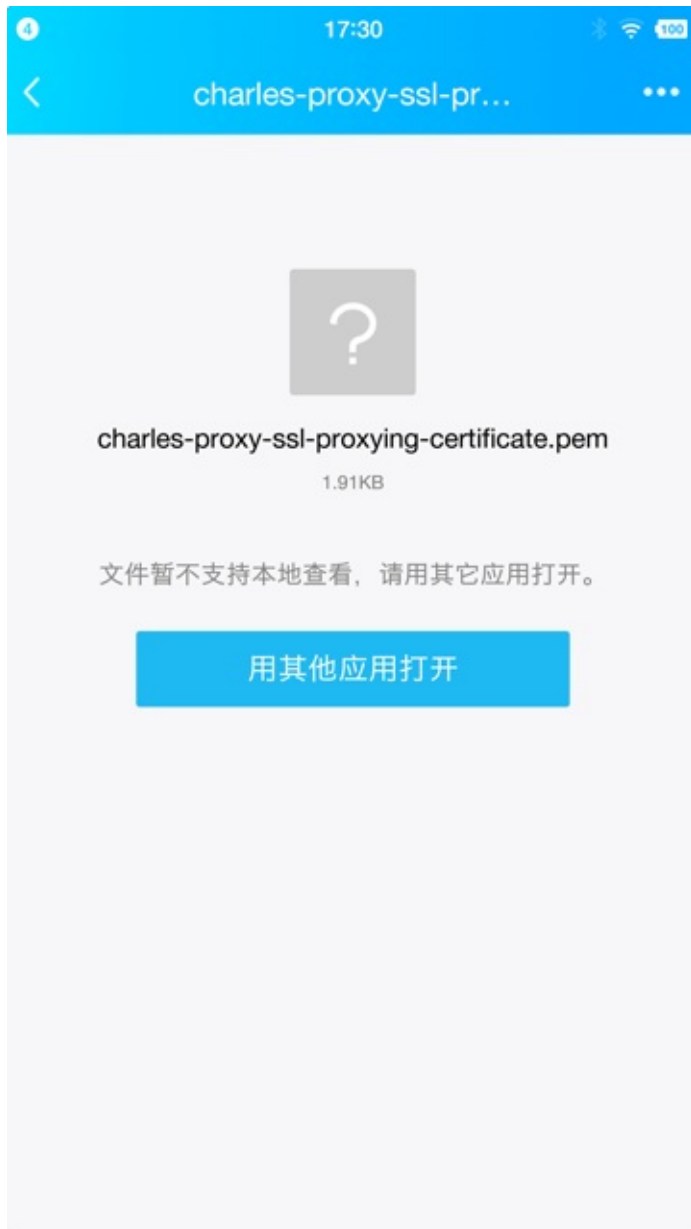 4 17:30 100
charles-proxy-ssl-pr...
?
charles-proxy-ssl-proxying-certificate.pem
1.91KB
文件暂不支持本地查看，请用其它应用打开。
用其他应用打开